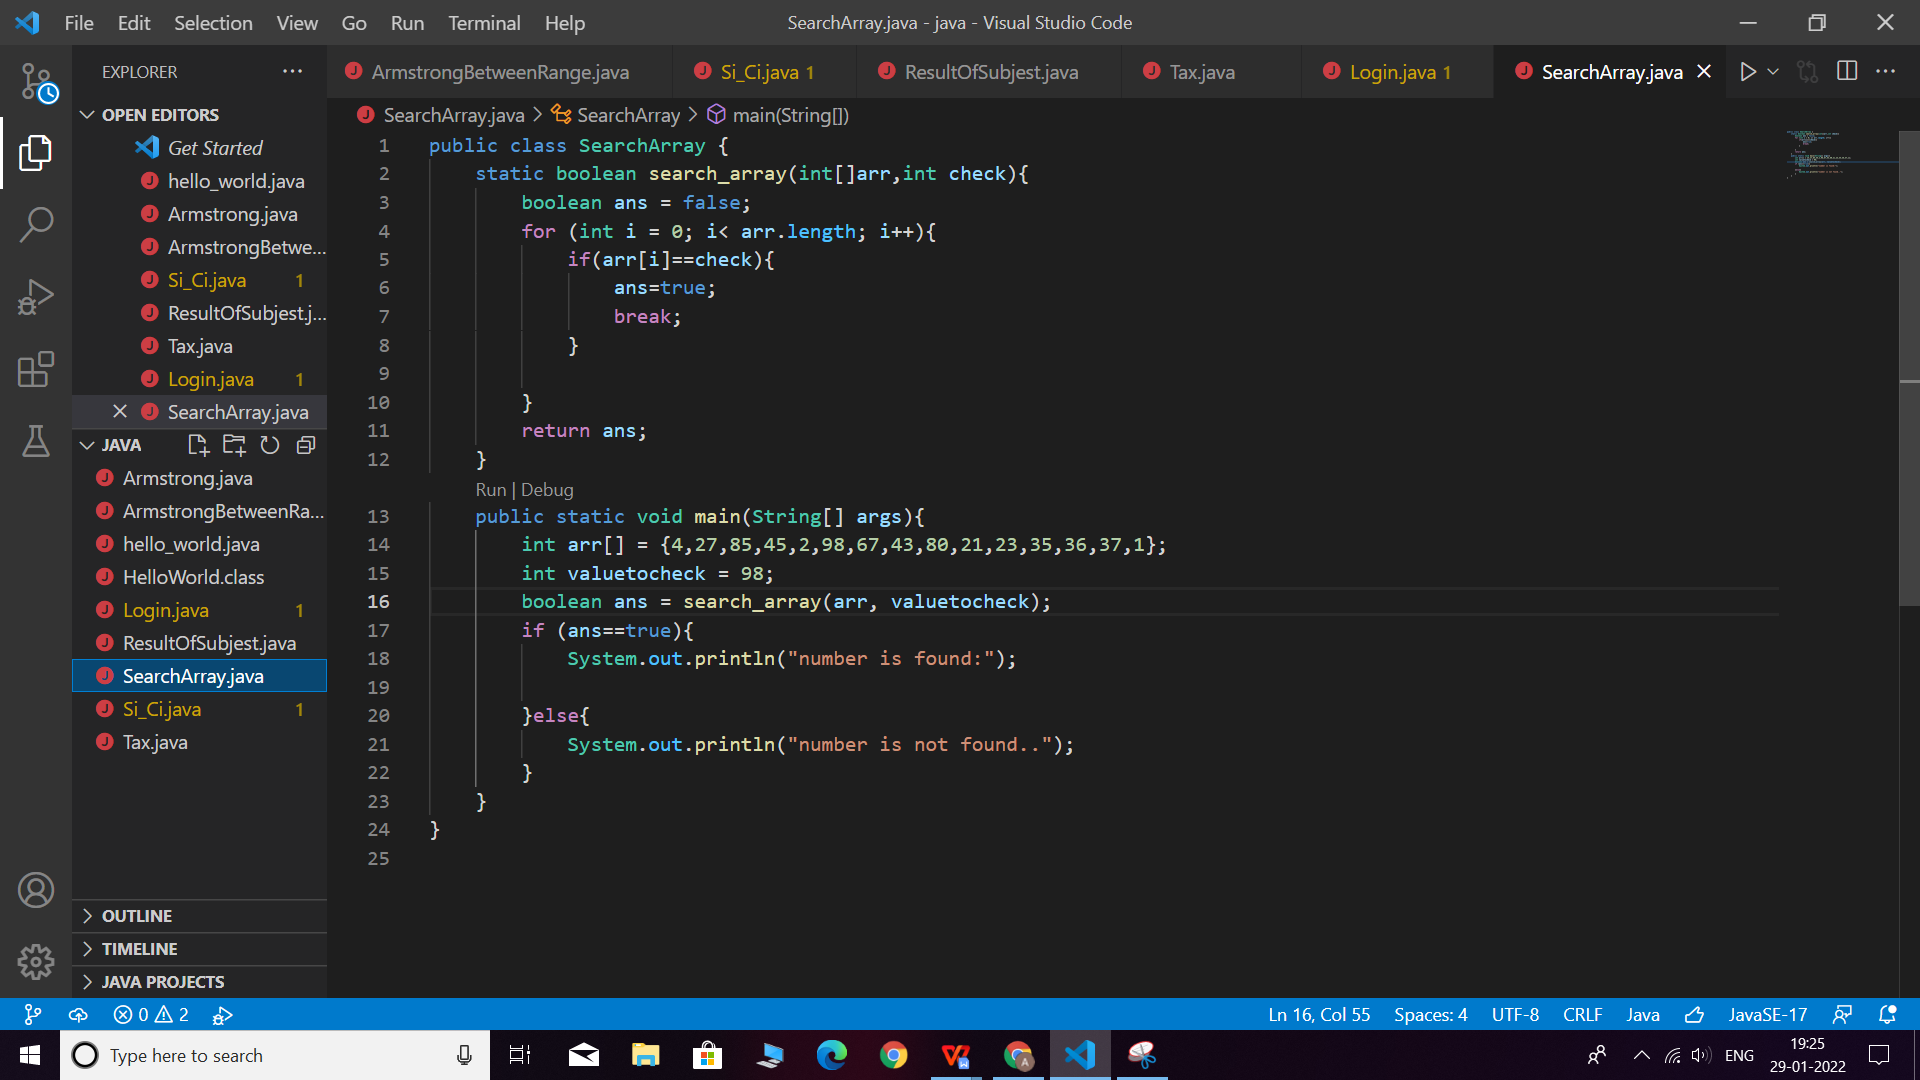 File Edit Selection View Go Run Terminal Help SearchArray.java - java - Visual Studio Code
EXPLORER
ArmstrongBetweenRange.java Si_Ci.java 1 ResultOfSubjest.java Tax.java Login.java 1 SearchArray.java
OPEN EDITORS
Get Started
hello_world.java
Armstrong.java
ArmstrongBetwe...
Si_Ci.java 1
ResultOfSubjest.j...
Tax.java
Login.java 1
SearchArray.java
JAVA
Armstrong.java
ArmstrongBetweenRa...
hello_world.java
HelloWorld.class
Login.java 1
ResultOfSubjest.java
SearchArray.java
Si_Ci.java 1
Tax.java
OUTLINE
TIMELINE
JAVA PROJECTS
SearchArray.java > SearchArray > main(String[])
1 public class SearchArray {
2 static boolean search_array(int[]arr,int check){
3 boolean ans = false;
4 for (int i = 0; i< arr.length; i++){
5 if(arr[i]==check){
6 ans=true;
7 break;
8 }
9
10 }
11 return ans;
12 }
Run | Debug
13 public static void main(String[] args){
14 int arr[] = {4,27,85,45,2,98,67,43,80,21,23,35,36,37,1};
15 int valuetocheck = 98;
16 boolean ans = search_array(arr, valuetocheck);
17 if (ans==true){
18 System.out.println("number is found:");
19
20 }else{
21 System.out.println("number is not found..");
22 }
23 }
24 }
25
0 2 Ln 16, Col 55 Spaces: 4 UTF-8 CRLF Java JavaSE-17
Type here to search
ENG
19:25
29-01-2022